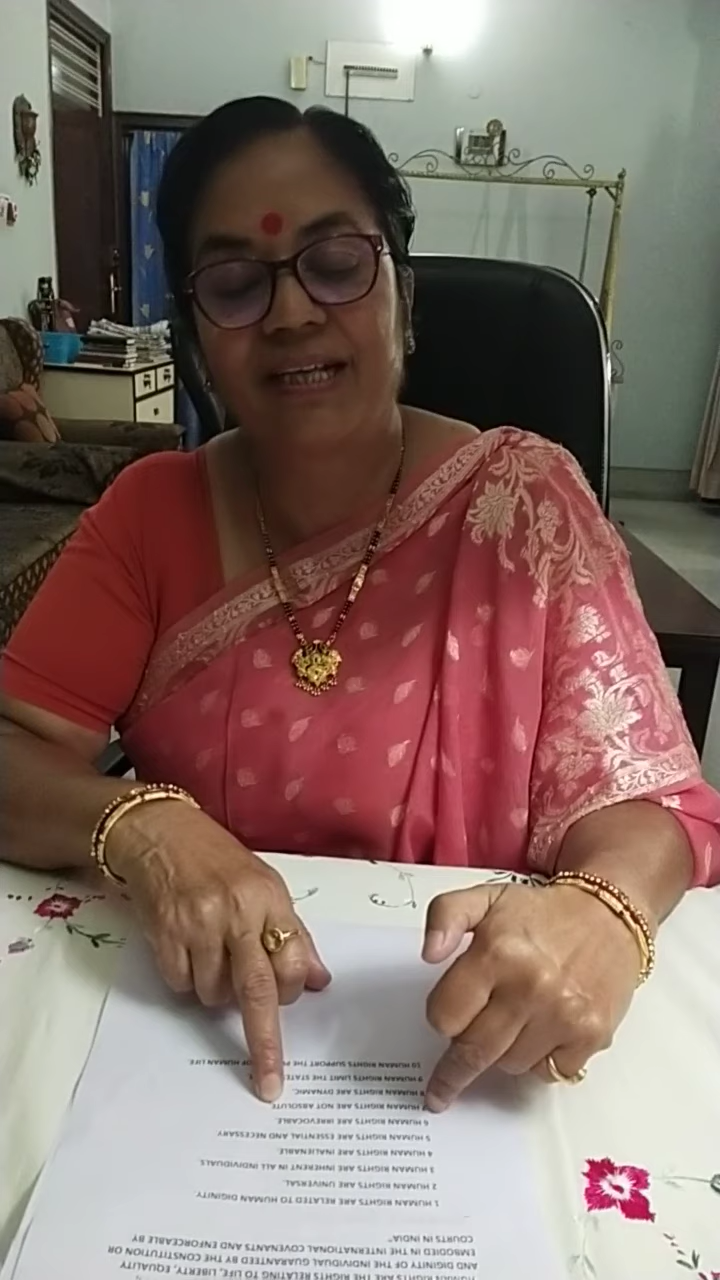 HUMAN RIGHTS ARE THE RIGHTS RELATING TO LIFE, LIBERTY, EQUALITY
AND DIGINITY OF THE INDIVIDUAL GUARANTEED BY THE CONSTITUTION OR
EMBODIED IN THE INTERNATIONAL COVENANTS AND ENFORCEABLE BY
COURTS IN INDIA"
1 HUMAN RIGHTS ARE RELATED TO HUMAN DIGINITY.
2 HUMAN RIGHTS ARE UNIVERSAL.
3 HUMAN RIGHTS ARE INHERENT IN ALL INDIVIDUALS.
4 HUMAN RIGHTS ARE INALIENABLE.
5 HUMAN RIGHTS ARE ESSENTIAL AND NECESSARY.
6 HUMAN RIGHTS ARE IRREVOCABLE.
HUMAN RIGHTS ARE NOT ABSOLUTE.
8 HUMAN RIGHTS ARE DYNAMIC.
9 HUMAN RIGHTS LIMIT THE STATE
10 HUMAN RIGHTS SUPPORT THE OF HUMAN LIFE.